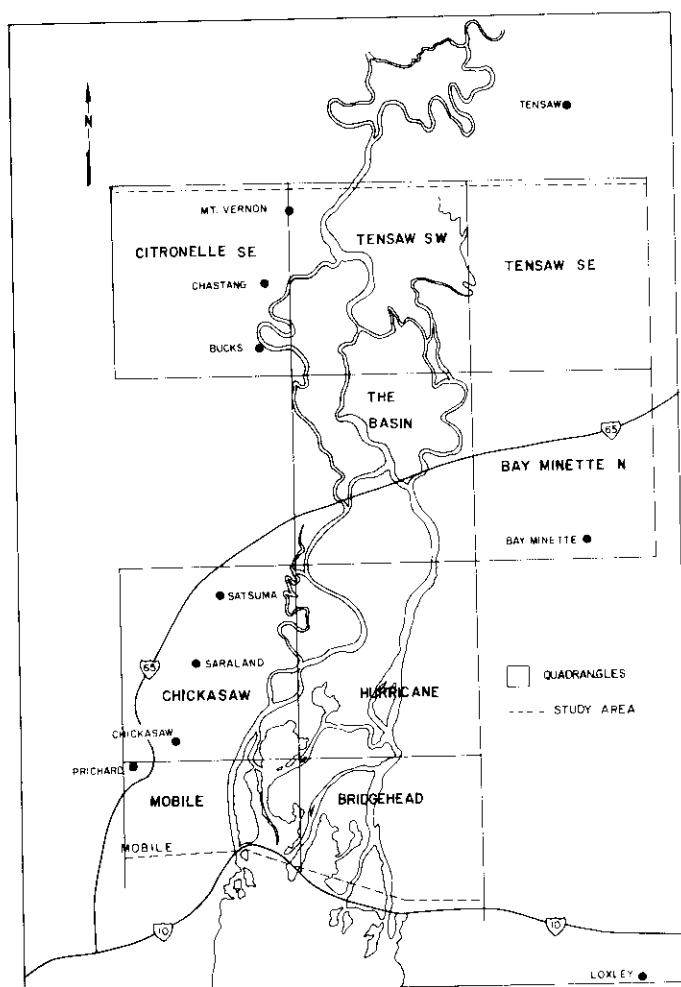 TENSAW
N
MT. VERNON
CITRONELLE SE
TENSAW SW
TENSAW SE
CHASTANG
BUCKS
THE
BASIN
65
BAY MINETTE N
BAY MINETTE
SATSUMA
65
SARALAND
CHICKASAW
HURRICANE
QUADRANGLES
STUDY AREA
CHICKASAW
PRICHARD
MOBILE
BRIDGEHEAD
MOBILE
10
10
LOXLEY